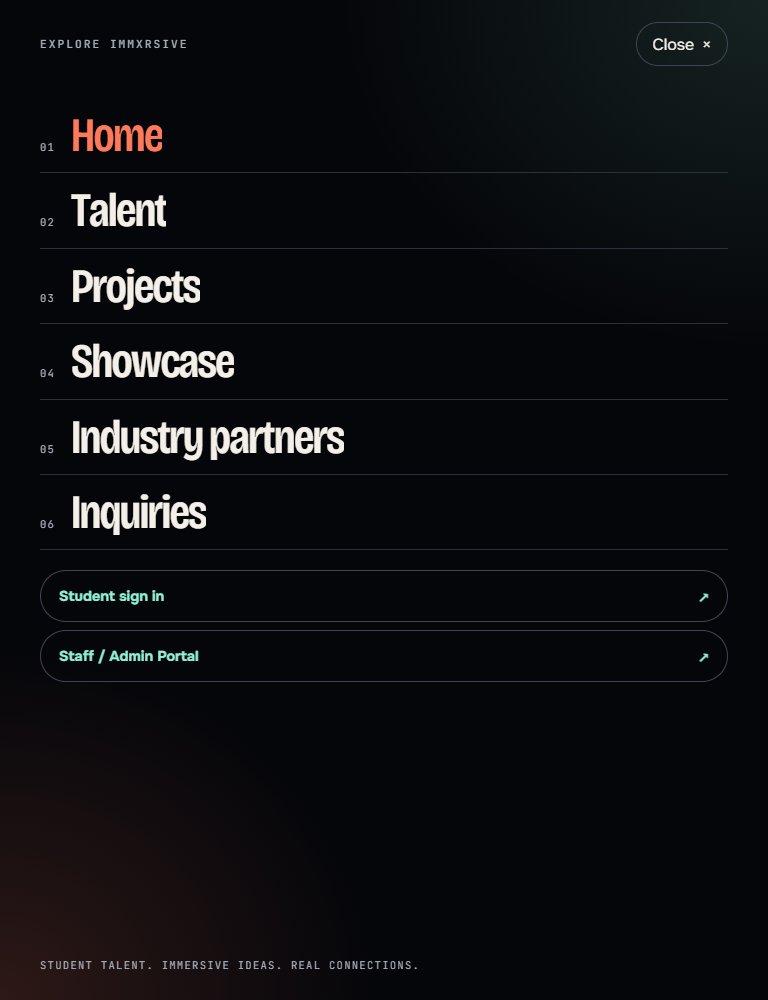 EXPLORE IMMXRSIVE
Close ×
01 Home
02 Talent
03 Projects
04 Showcase
05 Industry partners
06 Inquiries
Student sign in ↗
Staff / Admin Portal ↗
STUDENT TALENT. IMMERSIVE IDEAS. REAL CONNECTIONS.